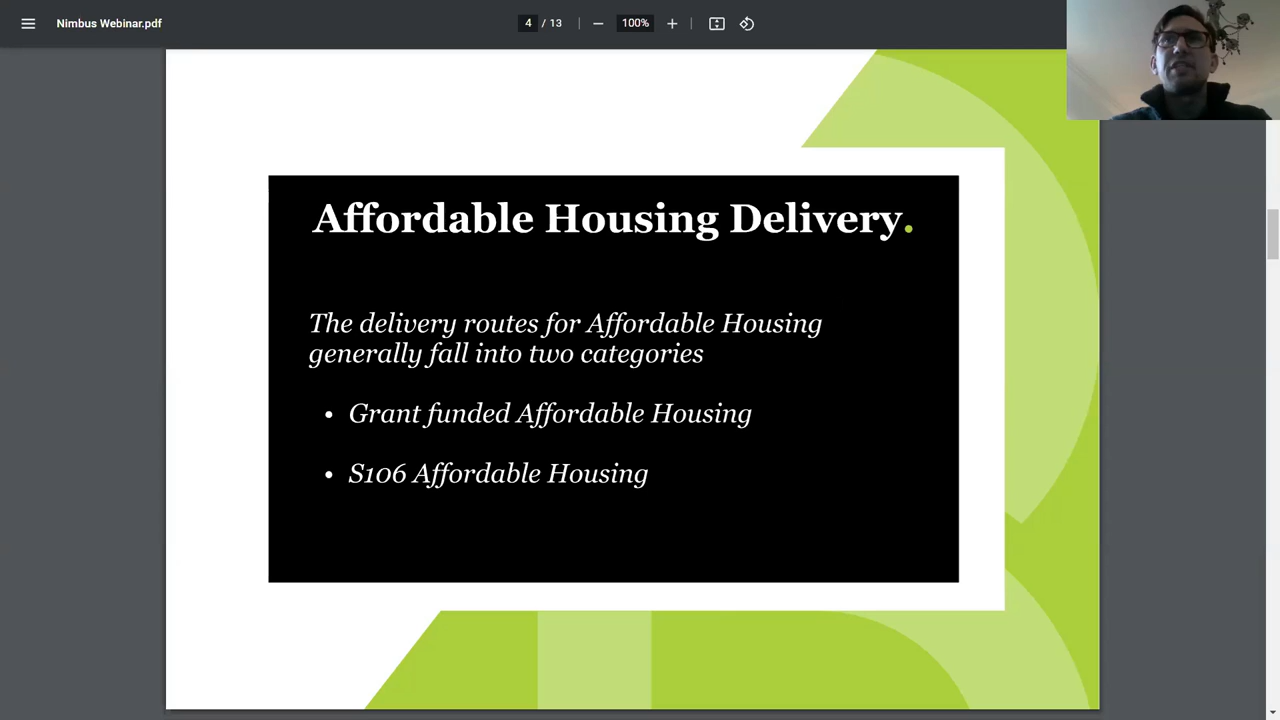 Nimbus Webinar.pdf
4 / 13
100%
Affordable Housing Delivery.
The delivery routes for Affordable Housing
generally fall into two categories
• Grant funded Affordable Housing
• S106 Affordable Housing